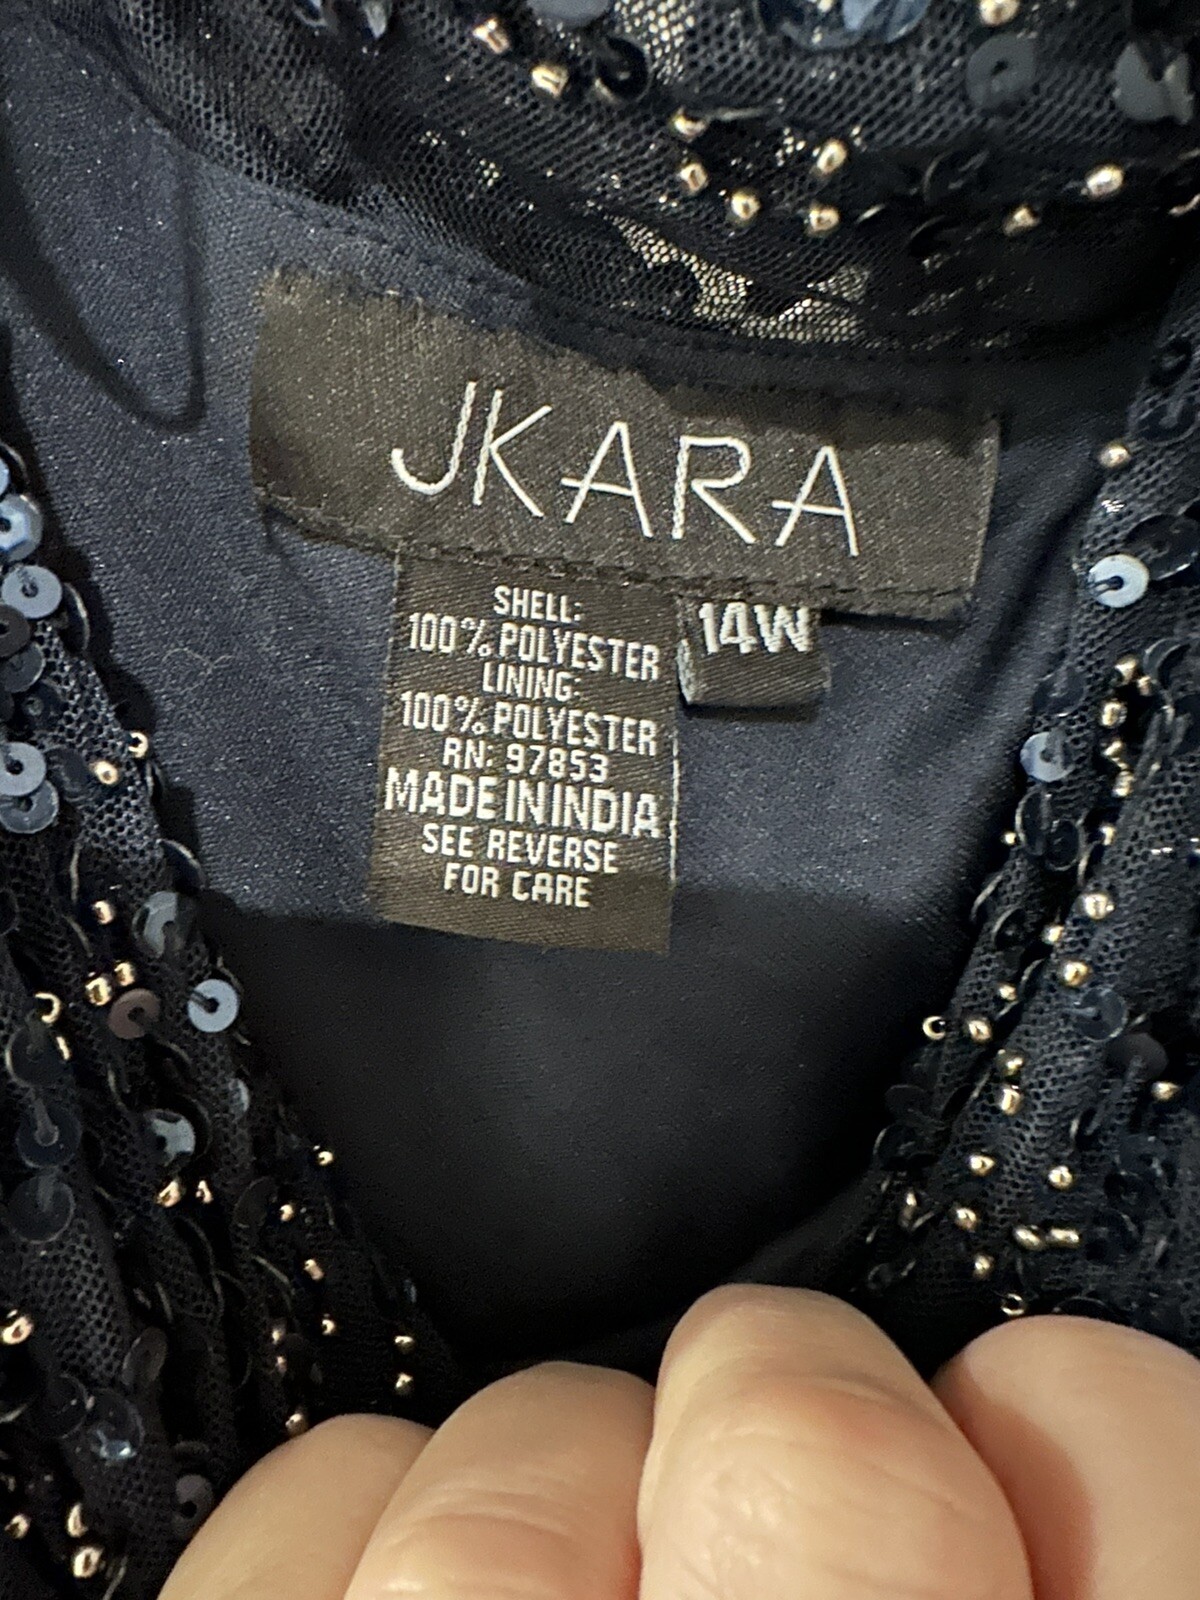 JKARA
14W
SHELL:
100% POLYESTER
LINING:
100% POLYESTER
RN: 97853
MADE IN INDIA
SEE REVERSE
FOR CARE